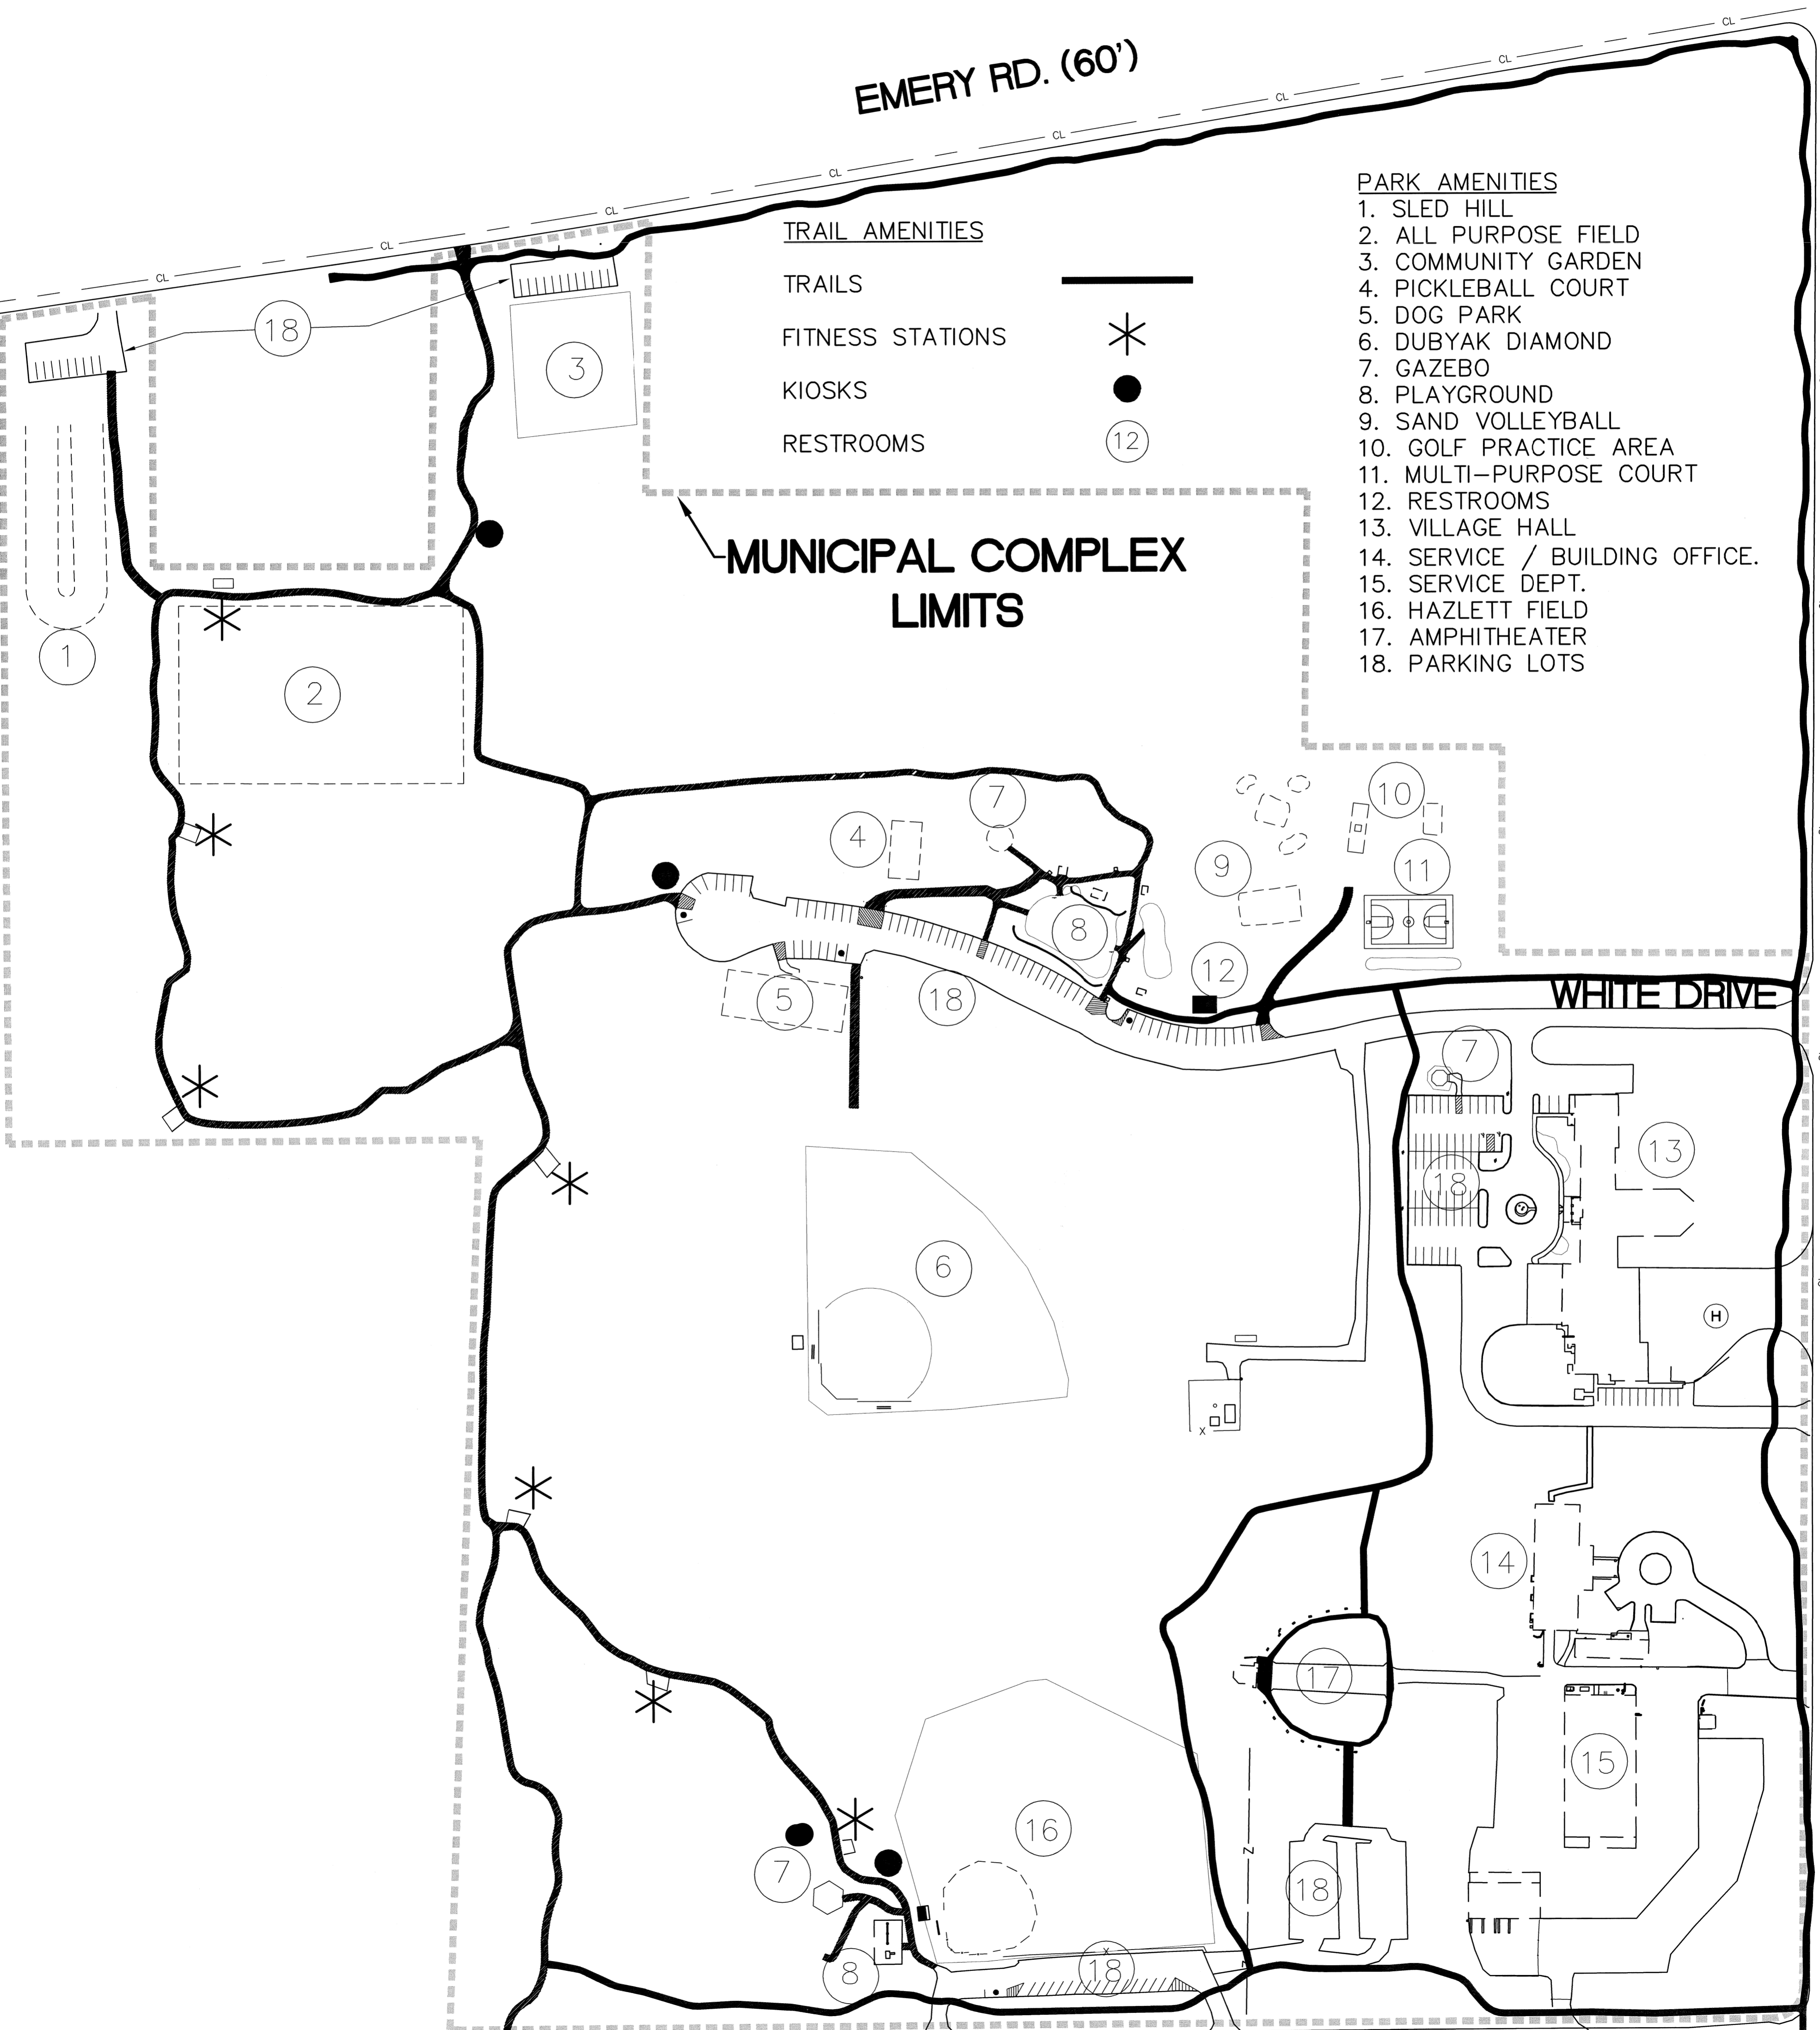 EMERY RD. (60')
CL
CL
CL
CL
CL
CL
CL
CL
TRAIL AMENITIES
TRAILS
FITNESS STATIONS
KIOSKS
RESTROOMS 12
PARK AMENITIES
1. SLED HILL
2. ALL PURPOSE FIELD
3. COMMUNITY GARDEN
4. PICKLEBALL COURT
5. DOG PARK
6. DUBYAK DIAMOND
7. GAZEBO
8. PLAYGROUND
9. SAND VOLLEYBALL
10. GOLF PRACTICE AREA
11. MULTI-PURPOSE COURT
12. RESTROOMS
13. VILLAGE HALL
14. SERVICE / BUILDING OFFICE.
15. SERVICE DEPT.
16. HAZLETT FIELD
17. AMPHITHEATER
18. PARKING LOTS
18
3
MUNICIPAL COMPLEX
LIMITS
1
2
7
10
4
9
11
8
12
5
18
WHITE DRIVE
7
13
18
6
H
X
14
17
15
16
7
Z
18
8
X
18